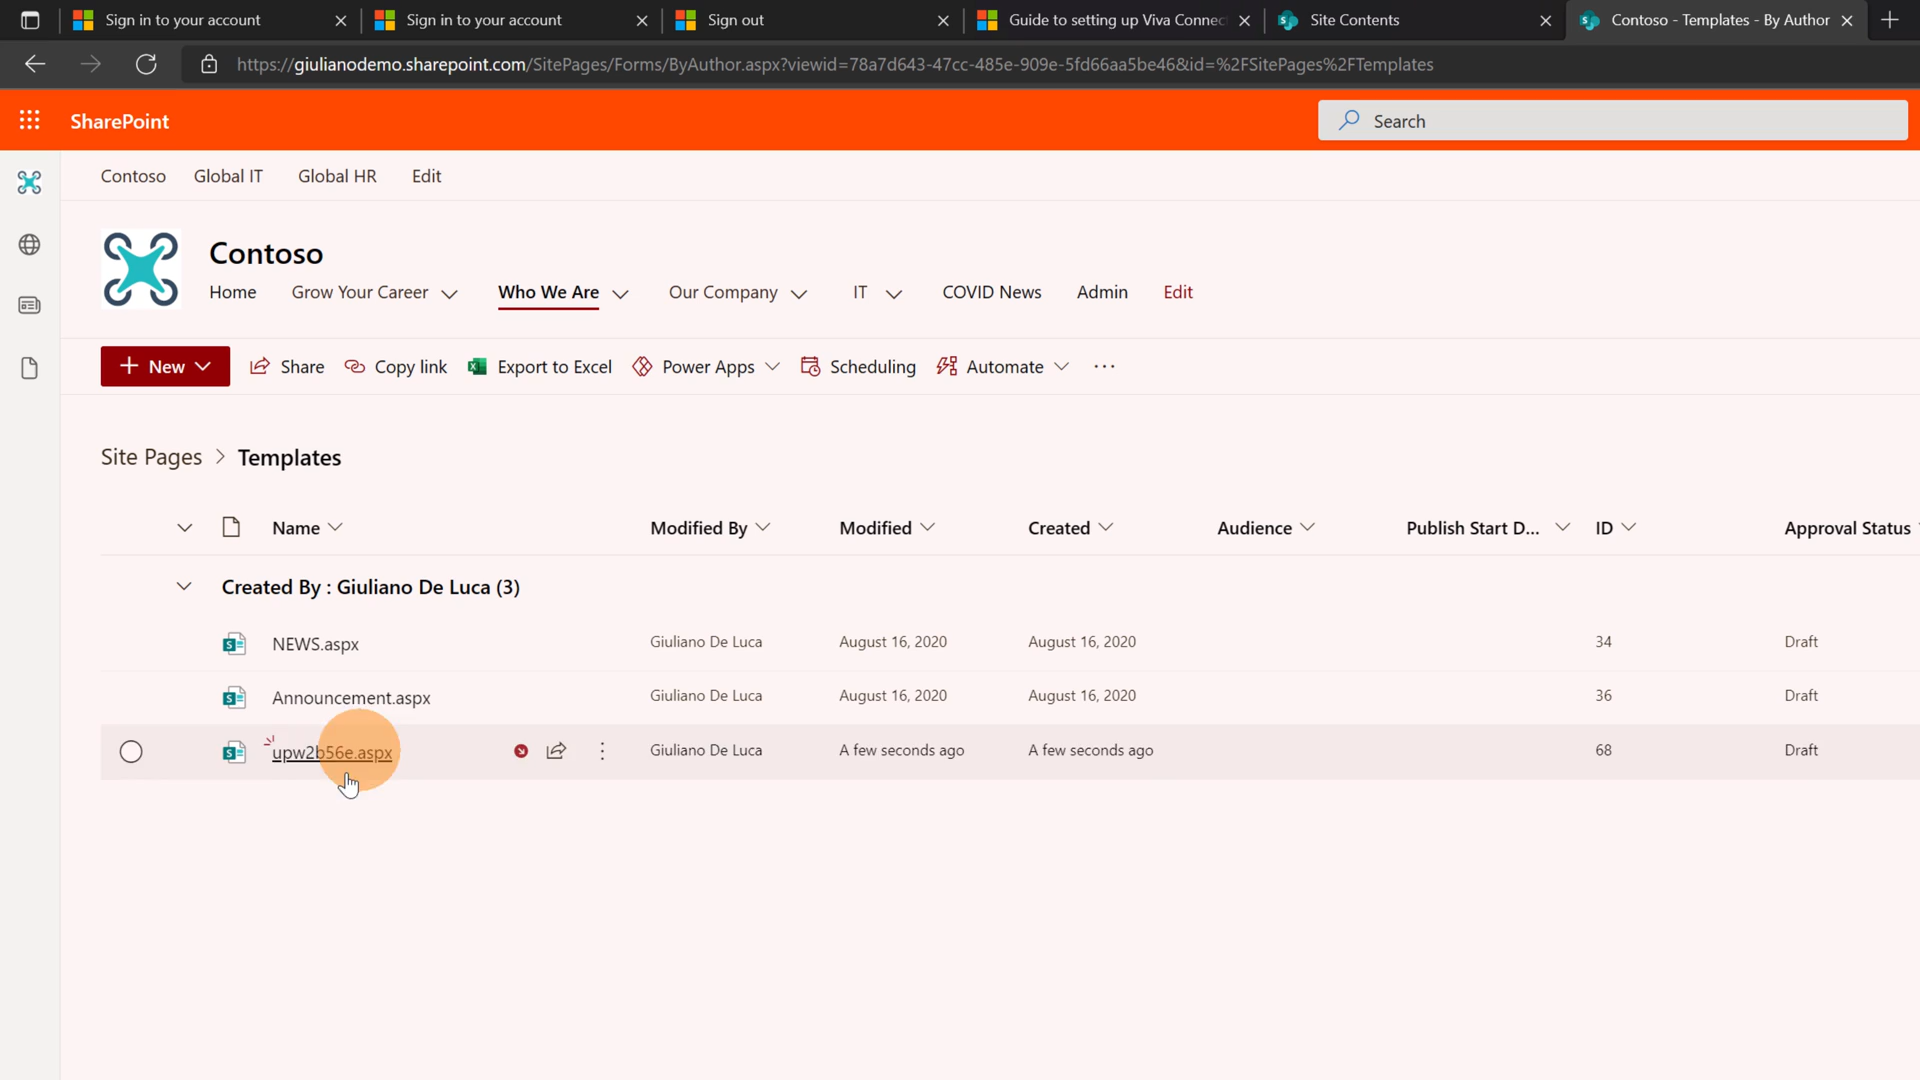 Sign in to your account
Sign in to your account
Sign out
Guide to setting up Viva Connec
Site Contents
Contoso - Templates - By Author
https://giulianodemo.sharepoint.com/SitePages/Forms/ByAuthor.aspx?viewid=78a7d643-47cc-485e-909e-5fd66aa5be46&id=%2FSitePages%2FTemplates
SharePoint
Search
Contoso Global IT Global HR Edit
Contoso
Home Grow Your Career Who We Are Our Company IT COVID News Admin Edit
New Share Copy link Export to Excel Power Apps Scheduling Automate ...
Site Pages > Templates
Name Modified By Modified Created Audience Publish Start D... ID Approval Status
Created By : Giuliano De Luca (3)
NEWS.aspx Giuliano De Luca August 16, 2020 August 16, 2020 34 Draft
Announcement.aspx Giuliano De Luca August 16, 2020 August 16, 2020 36 Draft
upw2b56e.aspx Giuliano De Luca A few seconds ago A few seconds ago 68 Draft